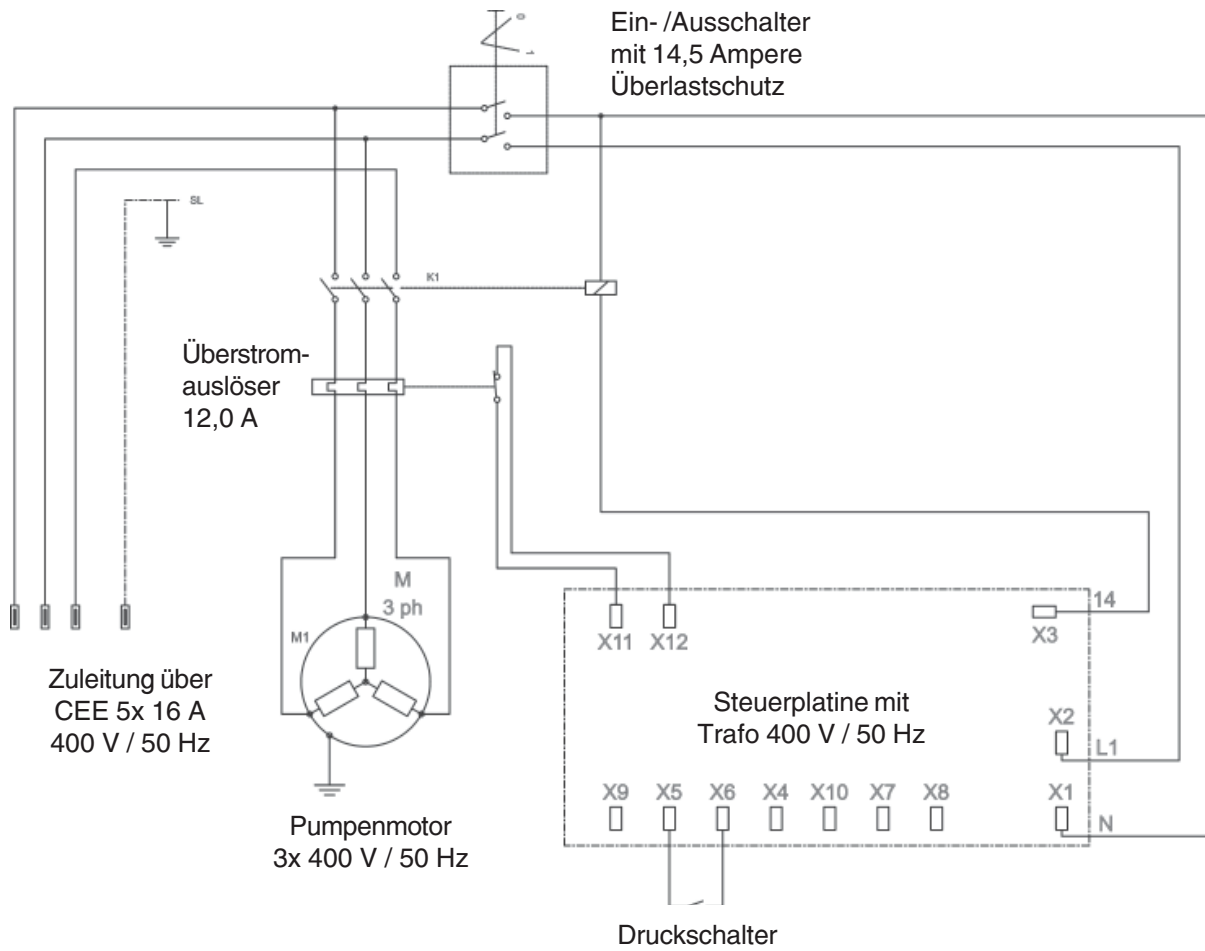 Ein- /Ausschalter
mit 14,5 Ampere
Überlastschutz
0
1
SL
K1
Überstrom-
auslöser
12,0 A
M
3 ph
M1
Zuleitung über
CEE 5x 16 A
400 V / 50 Hz
Pumpenmotor
3x 400 V / 50 Hz
X11 X12
14
X3
Steuerplatine mit
Trafo 400 V / 50 Hz
X2
L1
X9 X5 X6 X4 X10 X7 X8 X1
N
Druckschalter